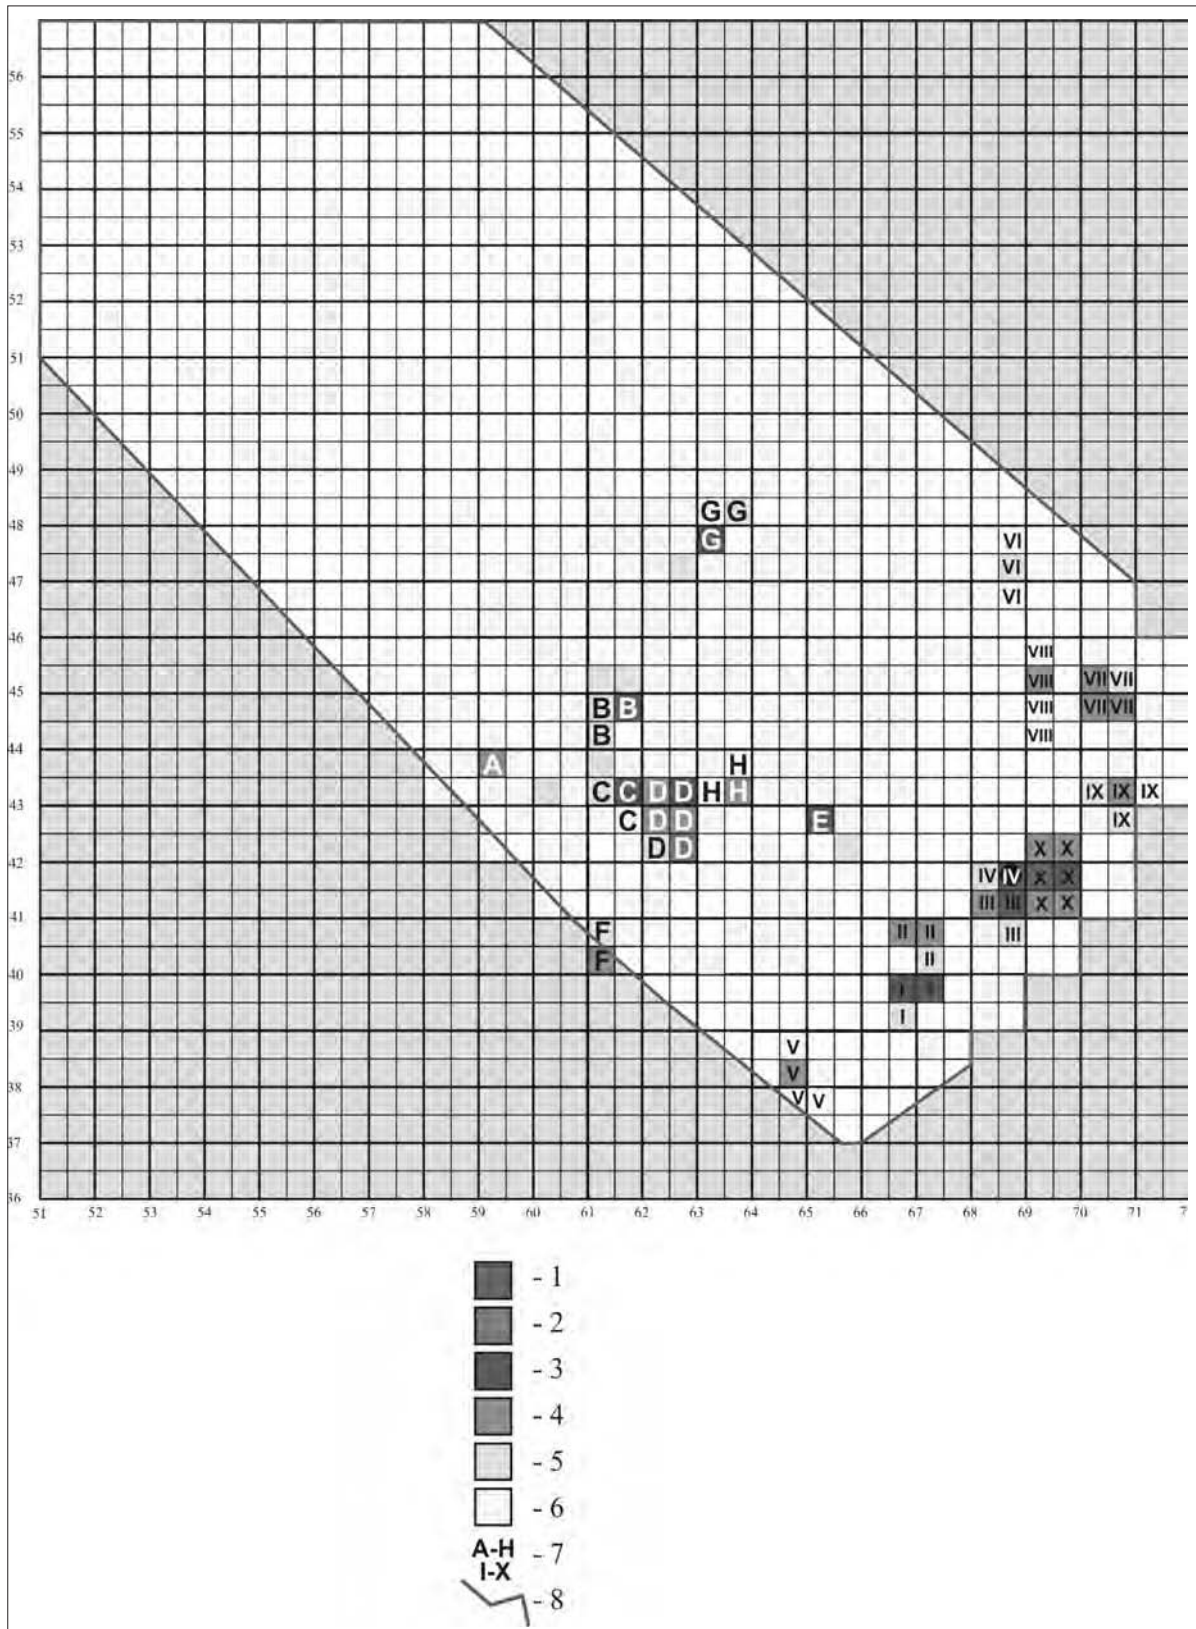 56
55
54
53
52
51
50
49
G G
48
G
VI
VI
47
VI
46
VIII
VIII VII VII
45
B B VIII VII VII
B VIII
44
A H
C C D D H H IX IX IX
43
C D D E IX
D D X X
42
IV IV X X
III III X X
41
F II II III
F II
40
I I
I
39
V
V
38
V V
37
36
51 52 53 54 55 56 57 58 59 60 61 62 63 64 65 66 67 68 69 70 71
- 1
- 2
- 3
- 4
- 5
- 6
A-H
I-X - 7
- 8